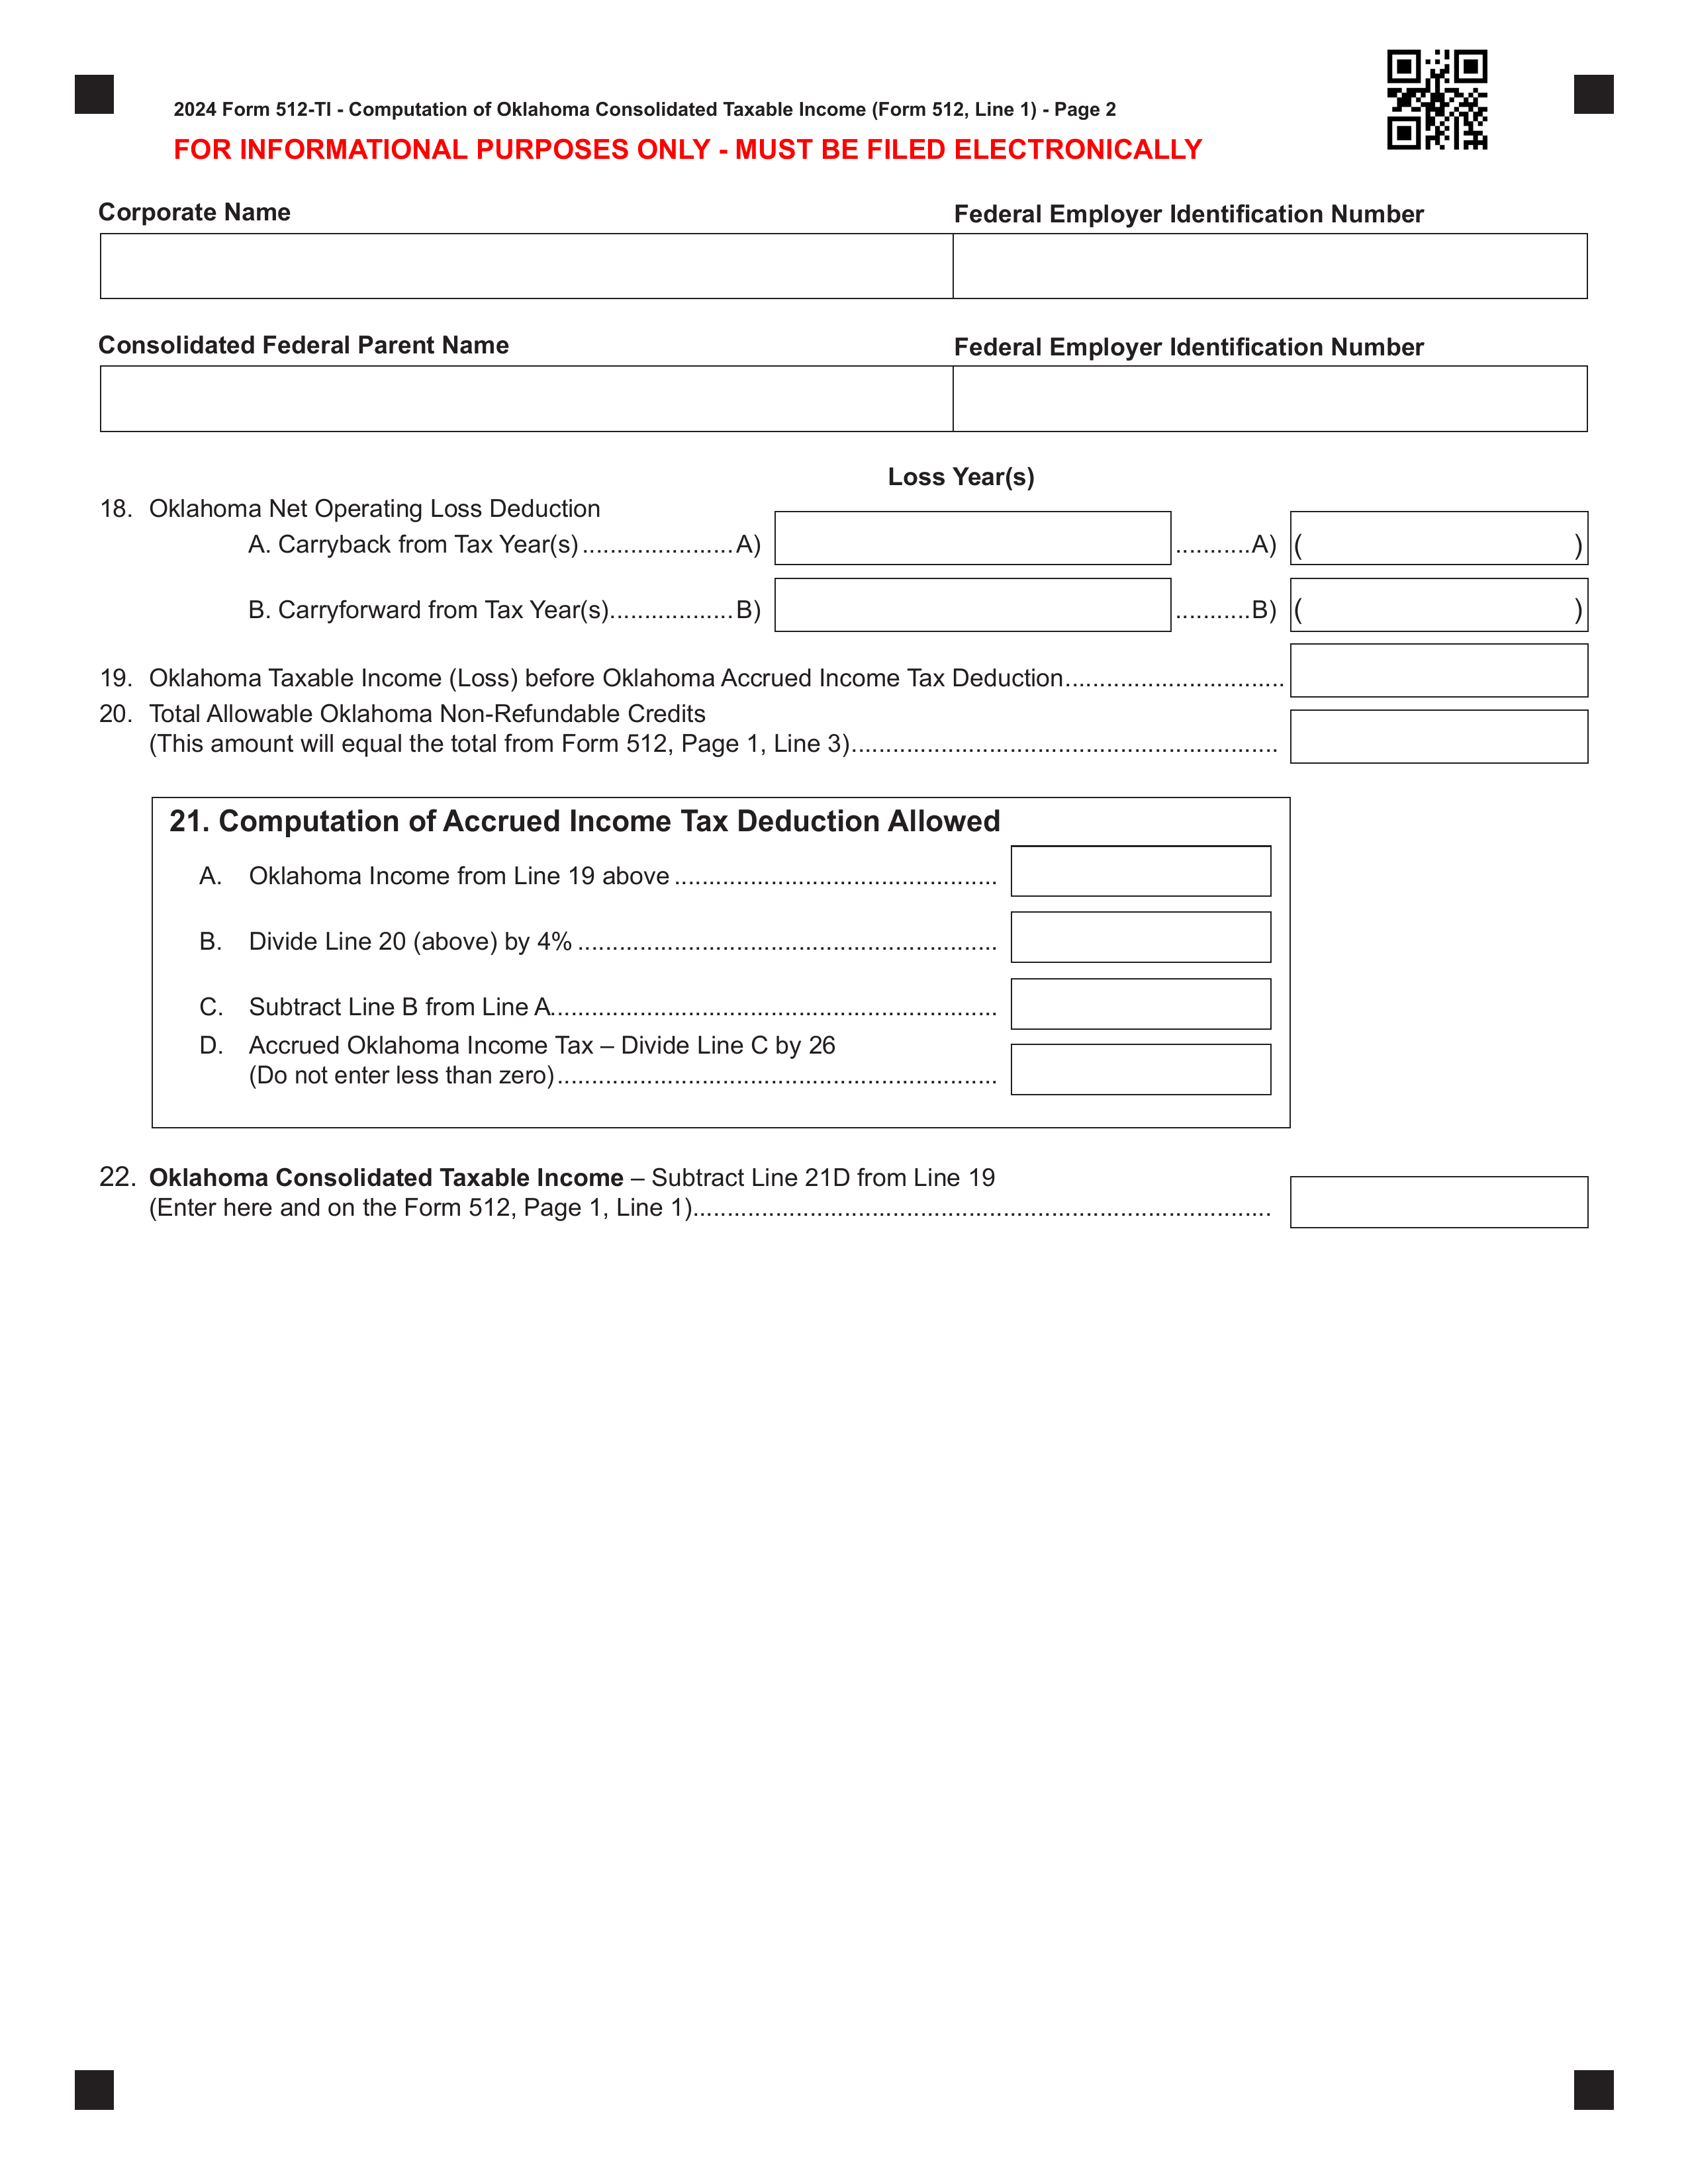 2024 Form 512-TI - Computation of Oklahoma Consolidated Taxable Income (Form 512, Line 1) - Page 2
FOR INFORMATIONAL PURPOSES ONLY - MUST BE FILED ELECTRONICALLY
Corporate Name
Federal Employer Identification Number
Consolidated Federal Parent Name
Federal Employer Identification Number
Loss Year(s)
18. Oklahoma Net Operating Loss Deduction
A. Carryback from Tax Year(s) ......................A) ...........A) ( )
B. Carryforward from Tax Year(s)..................B) ...........B) ( )
19. Oklahoma Taxable Income (Loss) before Oklahoma Accrued Income Tax Deduction................................
20. Total Allowable Oklahoma Non-Refundable Credits
(This amount will equal the total from Form 512, Page 1, Line 3)..............................................................
21. Computation of Accrued Income Tax Deduction Allowed
A. Oklahoma Income from Line 19 above ...............................................
B. Divide Line 20 (above) by 4% .............................................................
C. Subtract Line B from Line A.................................................................
D. Accrued Oklahoma Income Tax – Divide Line C by 26
(Do not enter less than zero)................................................................
22. Oklahoma Consolidated Taxable Income – Subtract Line 21D from Line 19
(Enter here and on the Form 512, Page 1, Line 1)....................................................................................